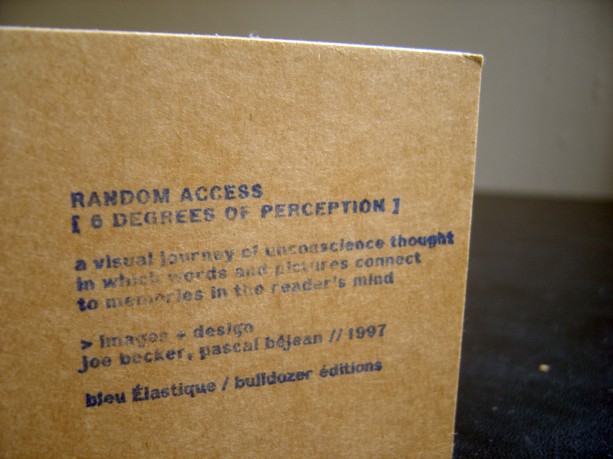 RANDOM ACCESS
[ 6 DEGREES OF PERCEPTION ]
a visual journey of unconscience thought
in which words and pictures connect
to memories in the reader's mind
> images + design
joe becker, pascal béjean // 1997
bleu Élastique / bulldozer éditions